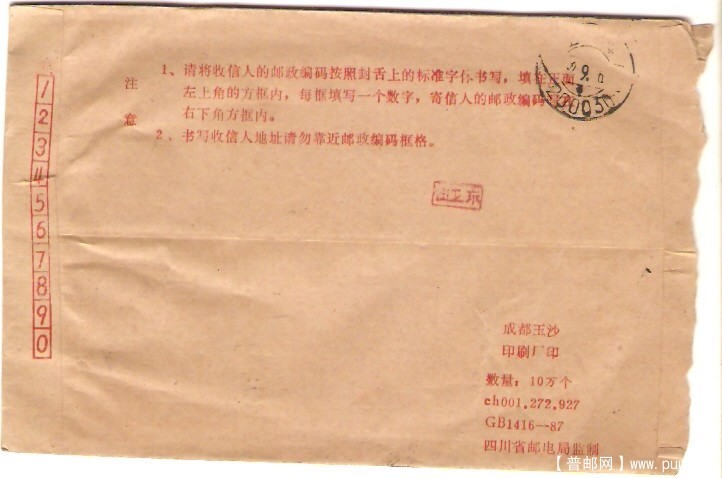 1
2
3
4
5
6
7
8
9
0
注
意
1、请将收信人的邮政编码按照封舌上的标准字体书写,填在正面
左上角的方框内,每框填写一个数字,寄信人的邮政编码
右下角方框内。
2、书写收信人地址请勿靠近邮政编码框格。
200030
成都玉沙
印刷厂印
数量:10万个
ch001.272.927
GB1416--87
四川省邮电局监制
【普邮网】www.pu